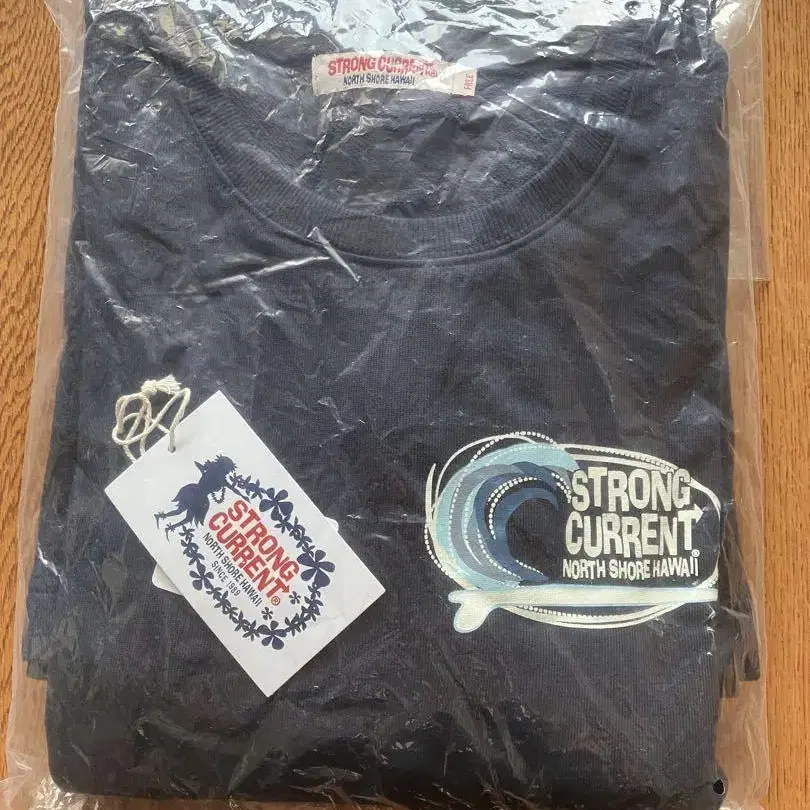 STRONG CURRENT®
NORTH SHORE HAWAII
FREE
STRONG
CURRENT®
NORTH SHORE HAWAII
SINCE 1989
STRONG
CURRENT®
NORTH SHORE HAWAII